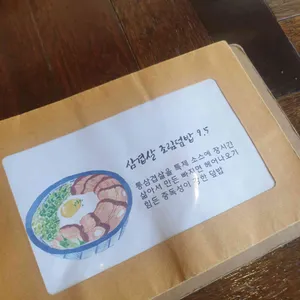 삼겹살 조림덮밥 9.5
통삼겹살을 특제 소스에 장시간
삶아서 만든 빠지면 헤어나오기
힘든 중독성이 강한 덮밥